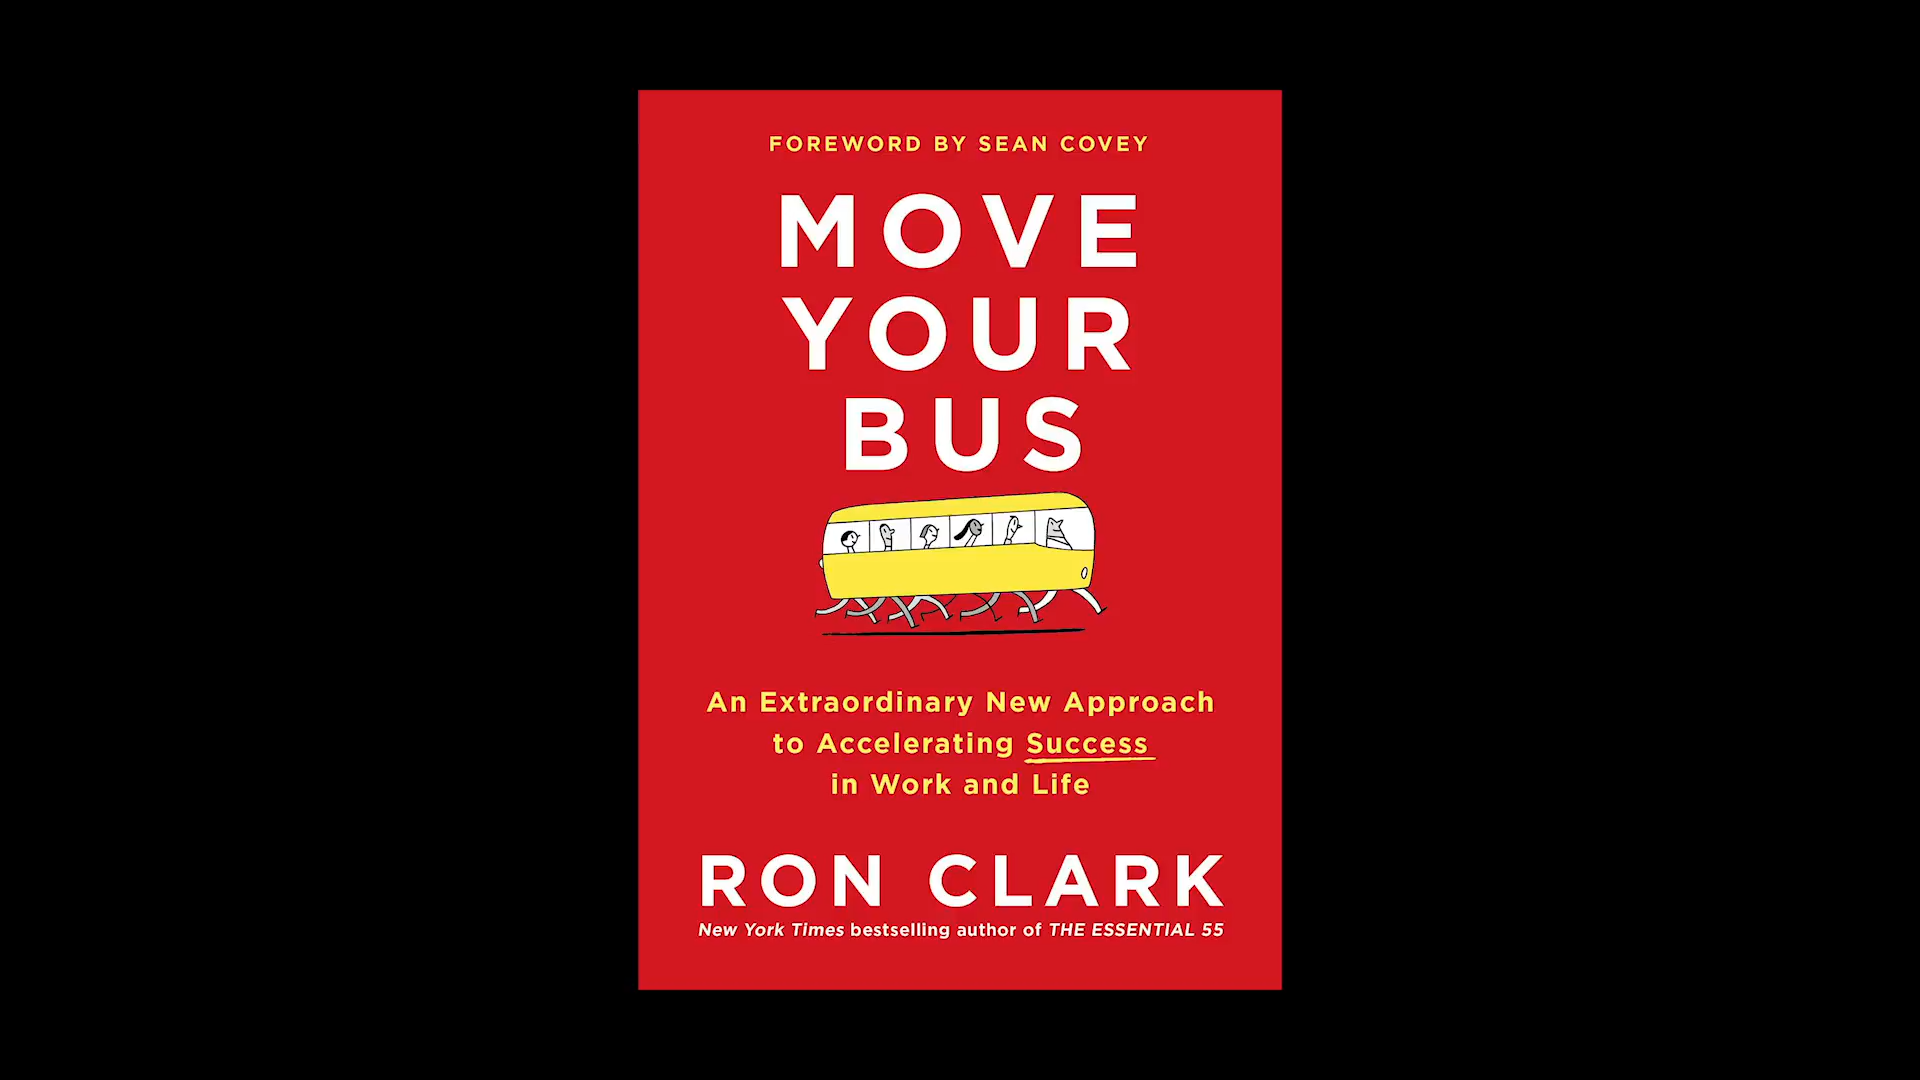 FOREWORD BY SEAN COVEY
MOVE
YOUR
BUS
An Extraordinary New Approach
to Accelerating Success
in Work and Life
RON CLARK
New York Times bestselling author of THE ESSENTIAL 55